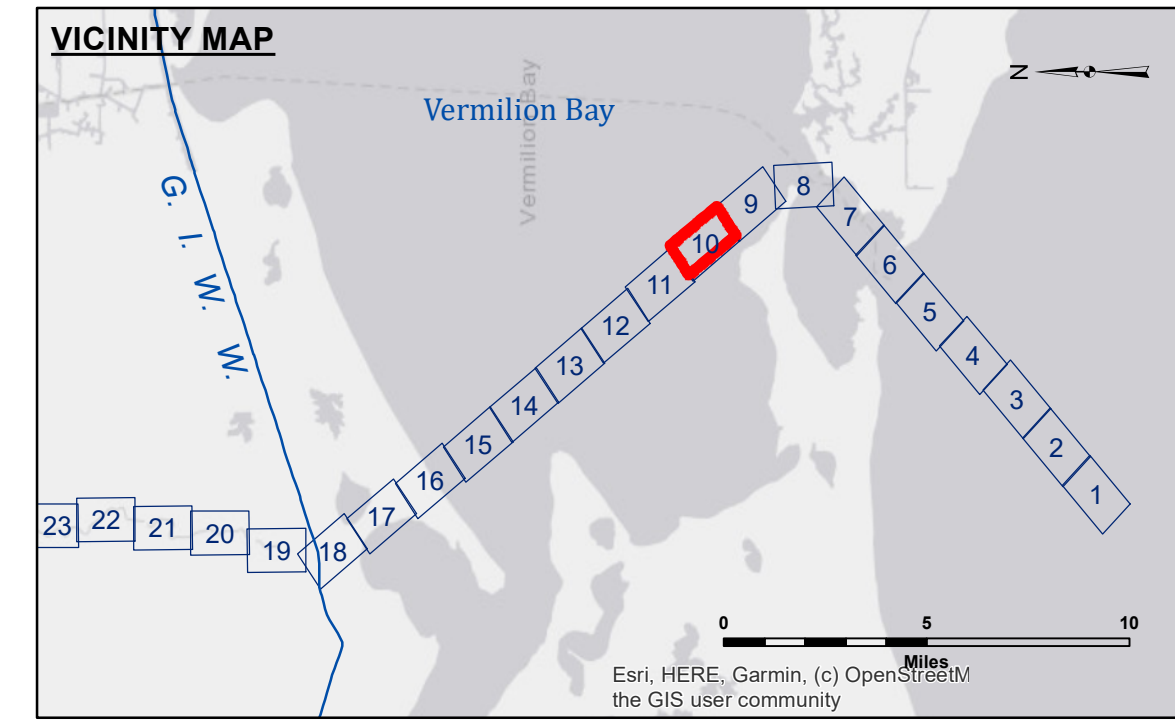 VICINITY MAP
N
Vermilion Bay
Vermilion Bay
G. I. W. W.
8
9
7
10
6
11
5
12
4
13
3
14
2
15
1
16
17
23
22
21
20
19
18
0 5 10
Miles
Esri, HERE, Garmin, (c) OpenStreetM
the GIS user community